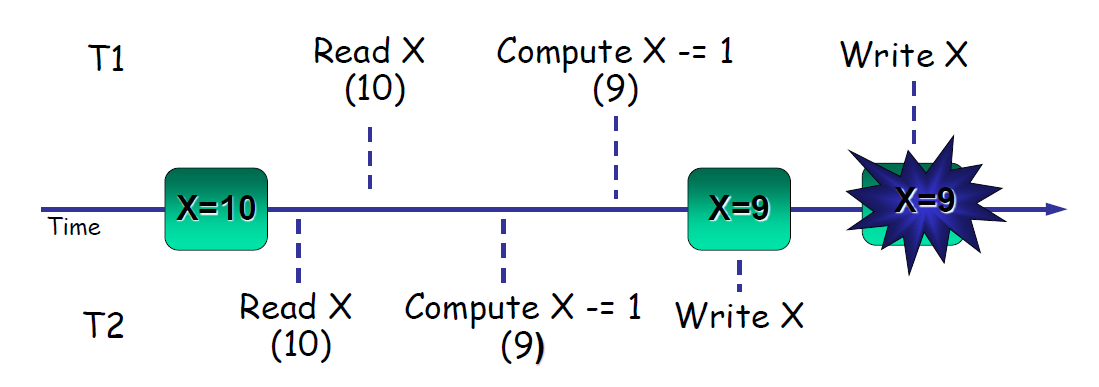 T1
Read X
(10)
Compute X -= 1
(9)
Write X
X=10
X=9
X=9
Time
Read X
(10)
Compute X -= 1
(9)
Write X
T2